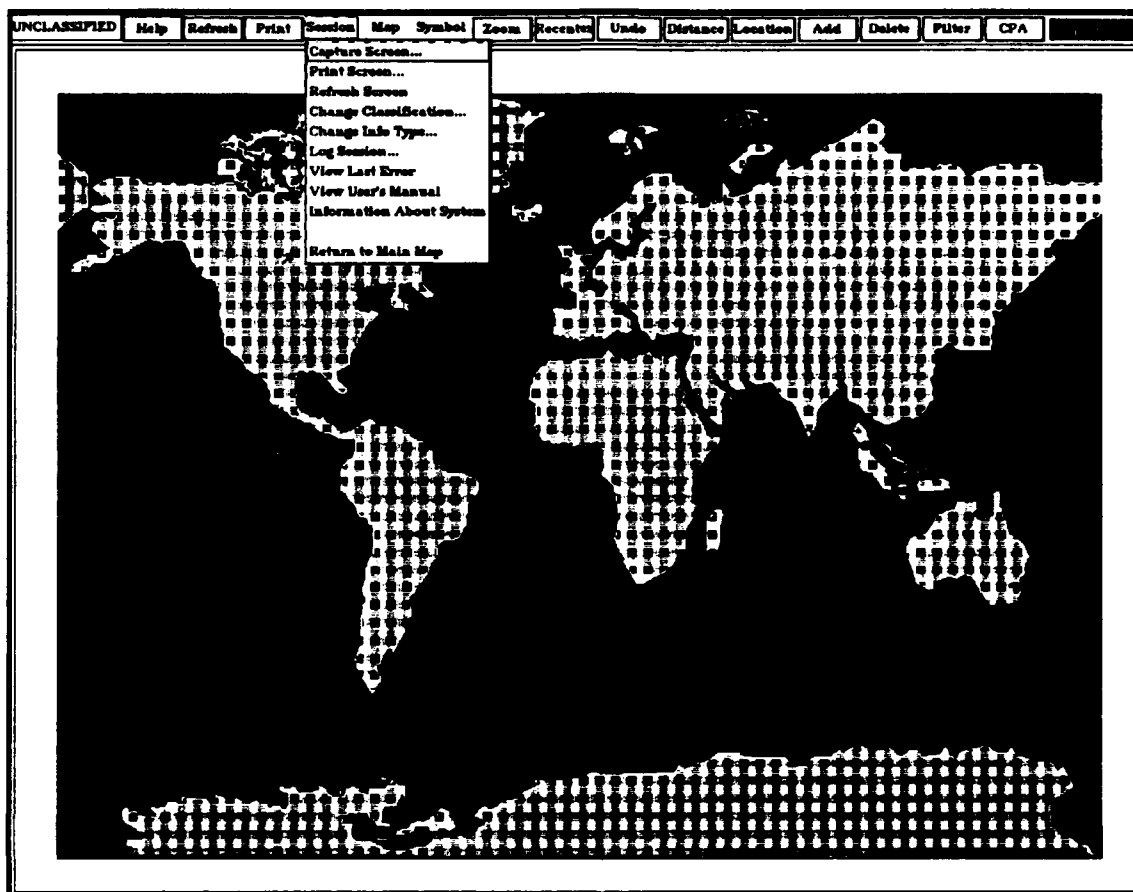 UNCLASSIFIED Help Refresh Print Session Map Symbol Zoom Recenter Undo Distance Location Add Delete Filter CPA
Capture Screen...
Print Screen...
Refresh Screen
Change Classification...
Change Info Type...
Log Session...
View Last Error
View User's Manual
Information About System
Return to Main Map